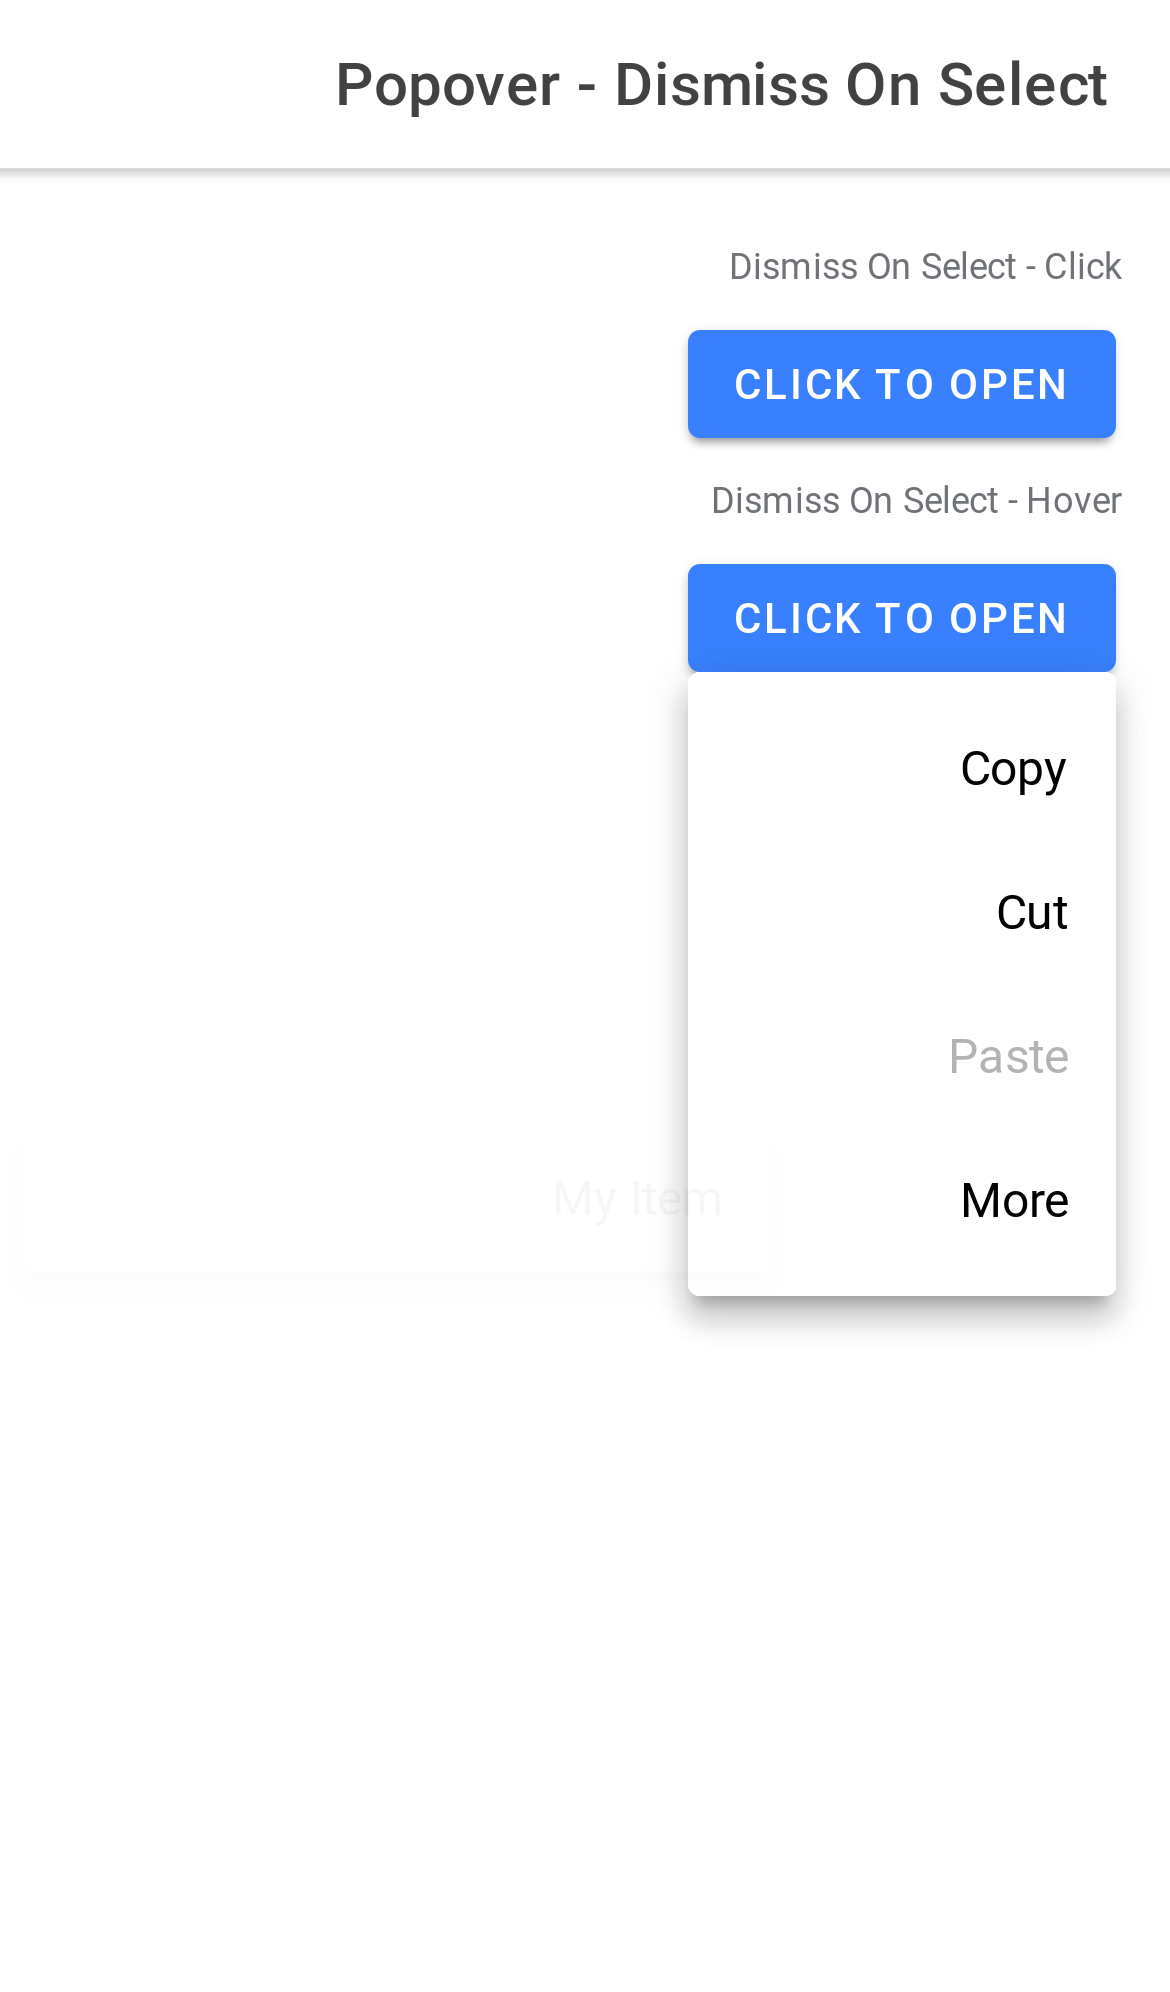 Popover - Dismiss On Select
Dismiss On Select - Click
CLICK TO OPEN
Dismiss On Select - Hover
CLICK TO OPEN
Copy
Cut
Paste
My Item
More